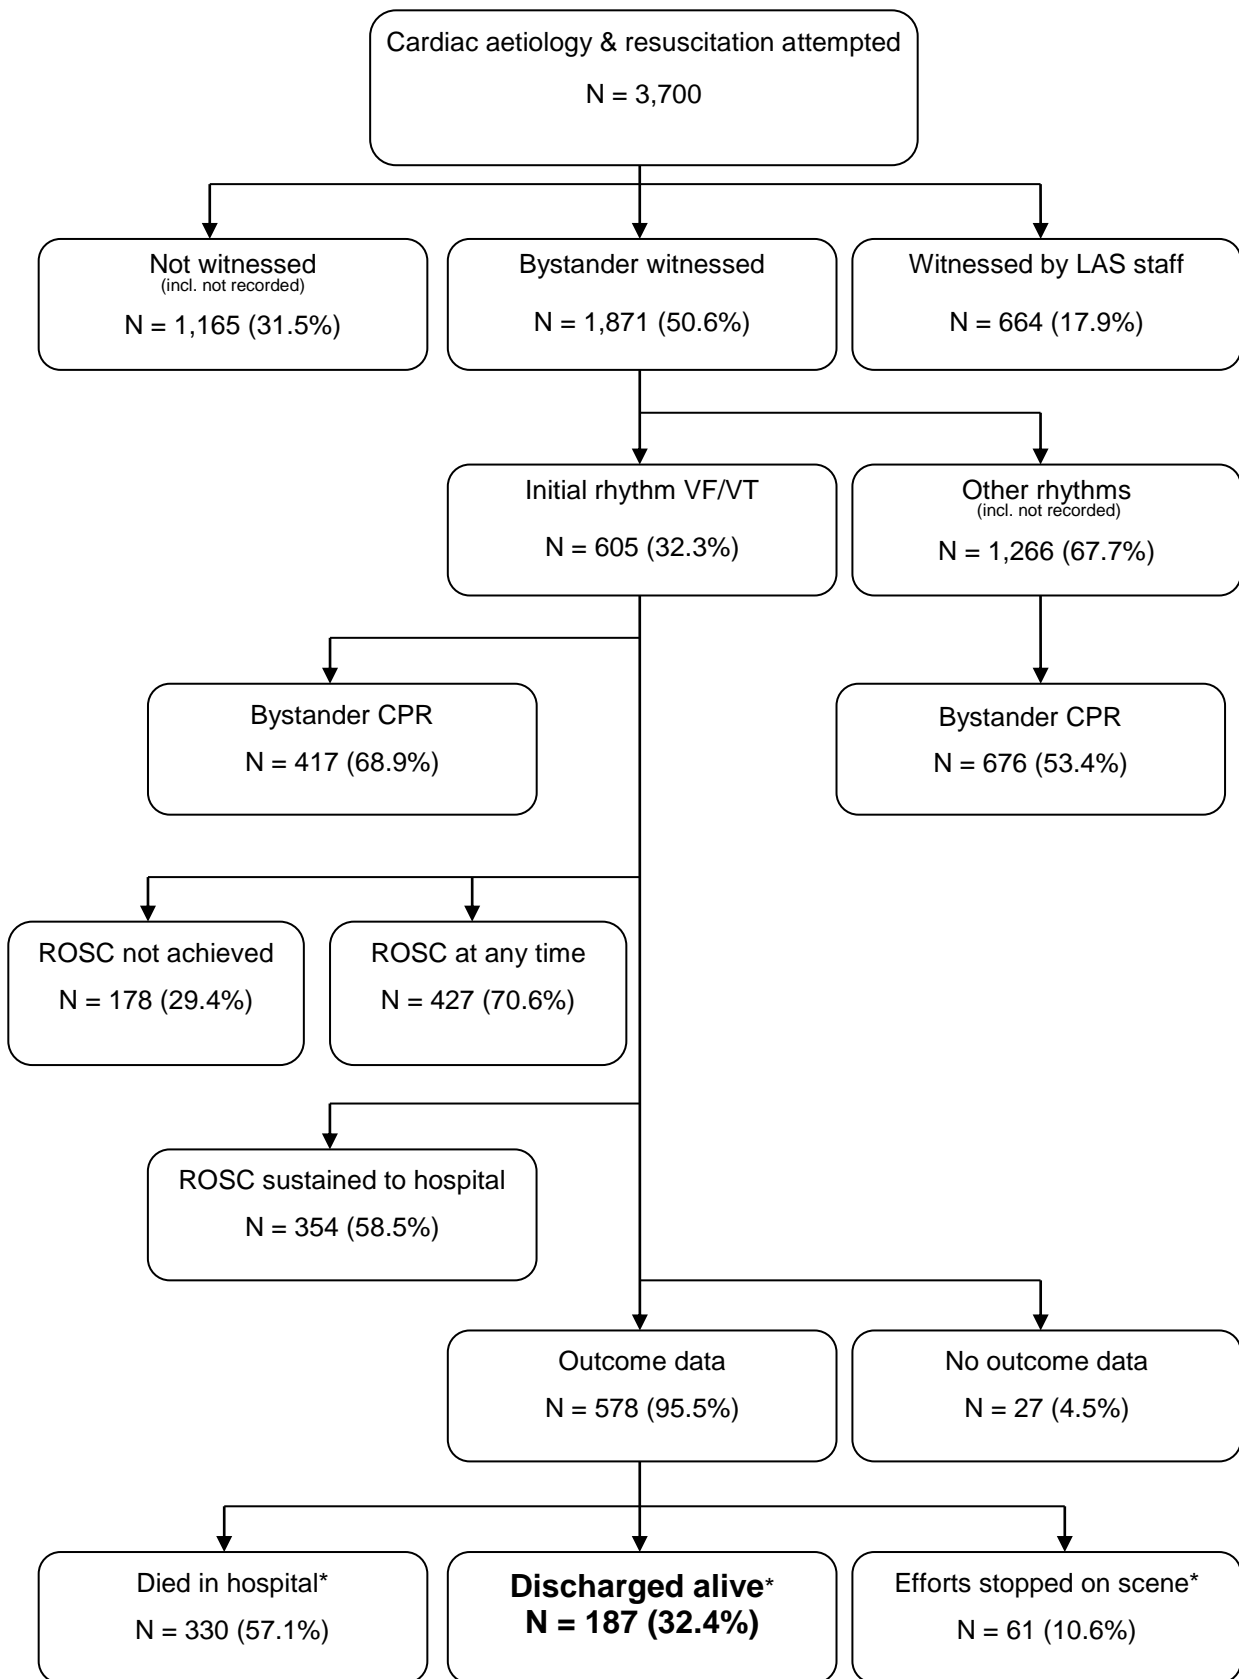 Cardiac aetiology & resuscitation attempted
N = 3,700
Not witnessed
(incl. not recorded)
N = 1,165 (31.5%)
Bystander witnessed
N = 1,871 (50.6%)
Witnessed by LAS staff
N = 664 (17.9%)
Initial rhythm VF/VT
N = 605 (32.3%)
Other rhythms
(incl. not recorded)
N = 1,266 (67.7%)
Bystander CPR
N = 417 (68.9%)
Bystander CPR
N = 676 (53.4%)
ROSC not achieved
N = 178 (29.4%)
ROSC at any time
N = 427 (70.6%)
ROSC sustained to hospital
N = 354 (58.5%)
Outcome data
N = 578 (95.5%)
No outcome data
N = 27 (4.5%)
Died in hospital*
N = 330 (57.1%)
Discharged alive*
N = 187 (32.4%)
Efforts stopped on scene*
N = 61 (10.6%)